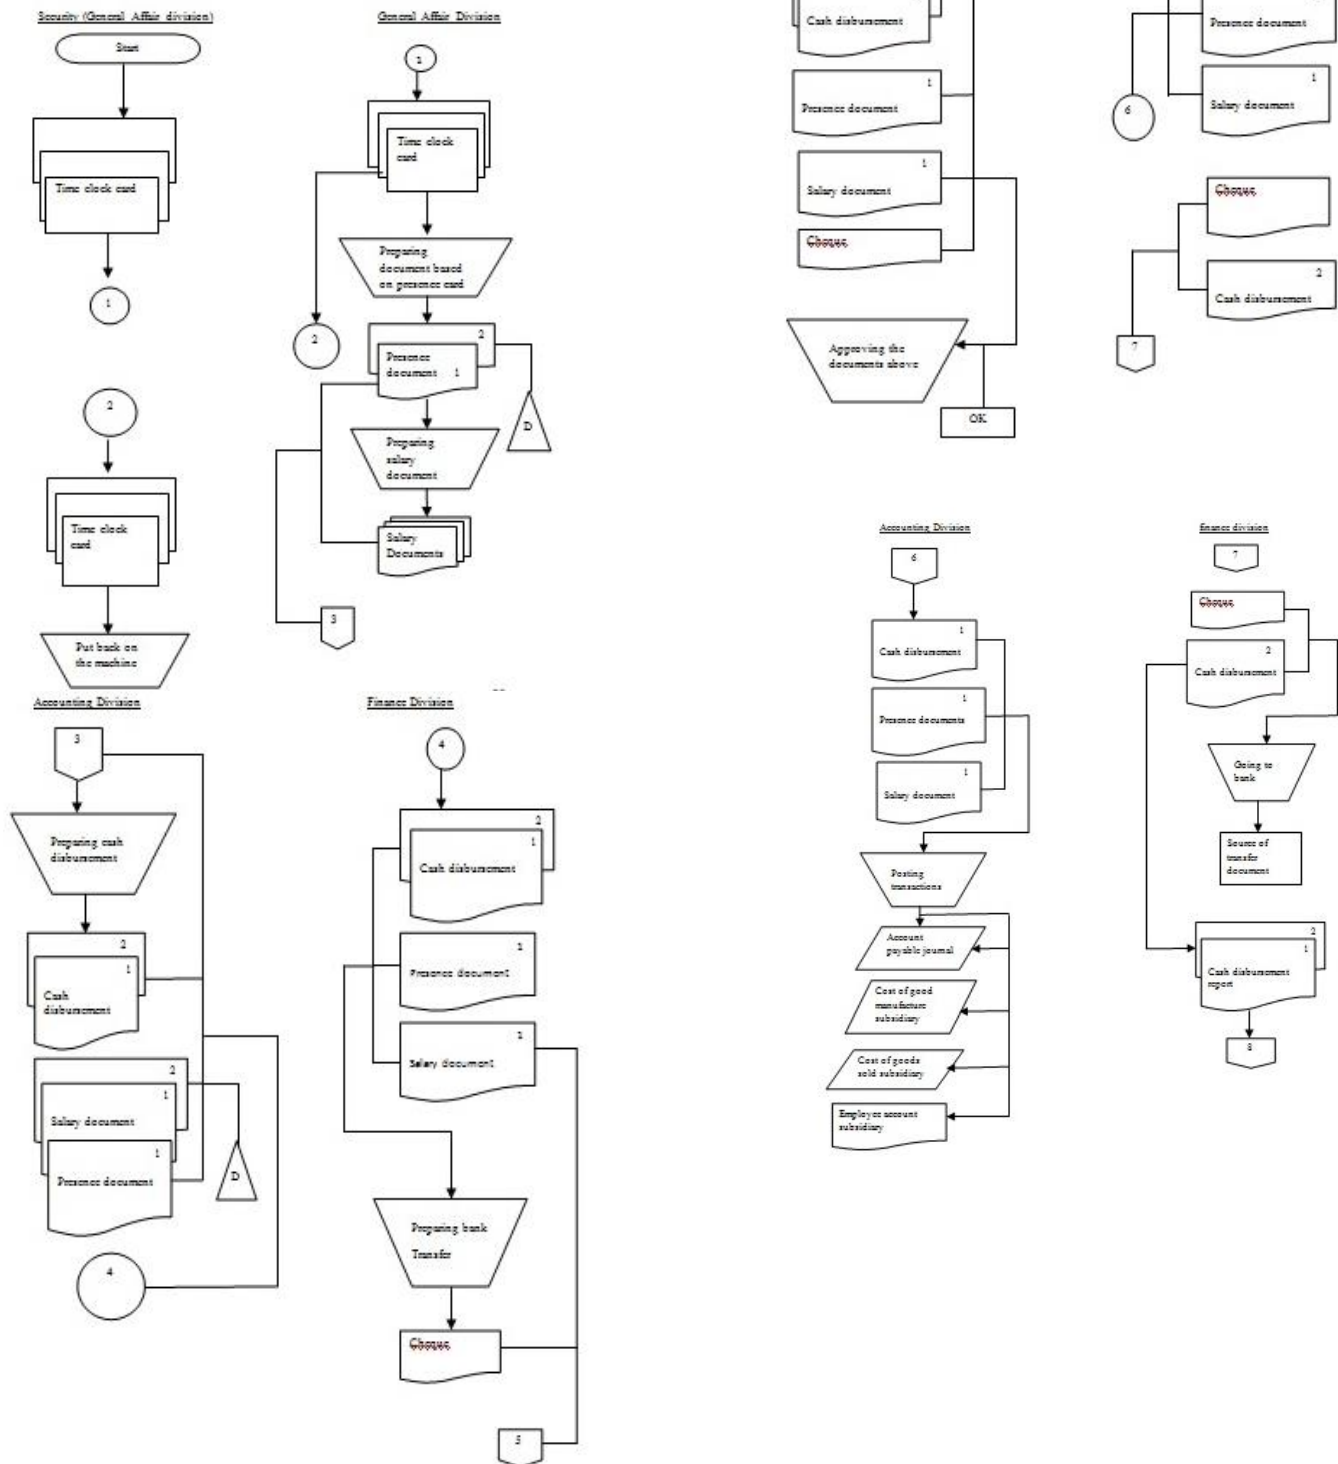 Security (General Affair division)
Start
Time clock card
1
2
Time clock
card
Put back on
the machine
General Affair Division
1
Time clock
card
Preparing
document based
on presence card
2
2
Presence
document 1
D
Preparing
salary
document
Salary
Documents
3
Accounting Division
3
Preparing cash
disbursement
2
1
Cash
disbursement
2
1
Salary document
1
Presence document
D
4
Finance Division
4
2
1
Cash disbursement
1
Presence document
1
Salary document
Preparing bank
Transfer
Cheque
5
Cash disbursement
1
Presence document
1
Salary document
Cheque
Approving the
documents above
OK
Presence document
1
Salary document
6
Cheque
2
Cash disbursement
7
Accounting Division
6
1
Cash disbursement
1
Presence documents
1
Salary document
Posting
transactions
Account
payable journal
Cost of good
manufacture
subsidiary
Cost of goods
sold subsidiary
Employee account
subsidiary
finance division
7
Cheque
2
Cash disbursement
Going to
bank
Source of
transfer
document
2
1
Cash disbursement
report
8